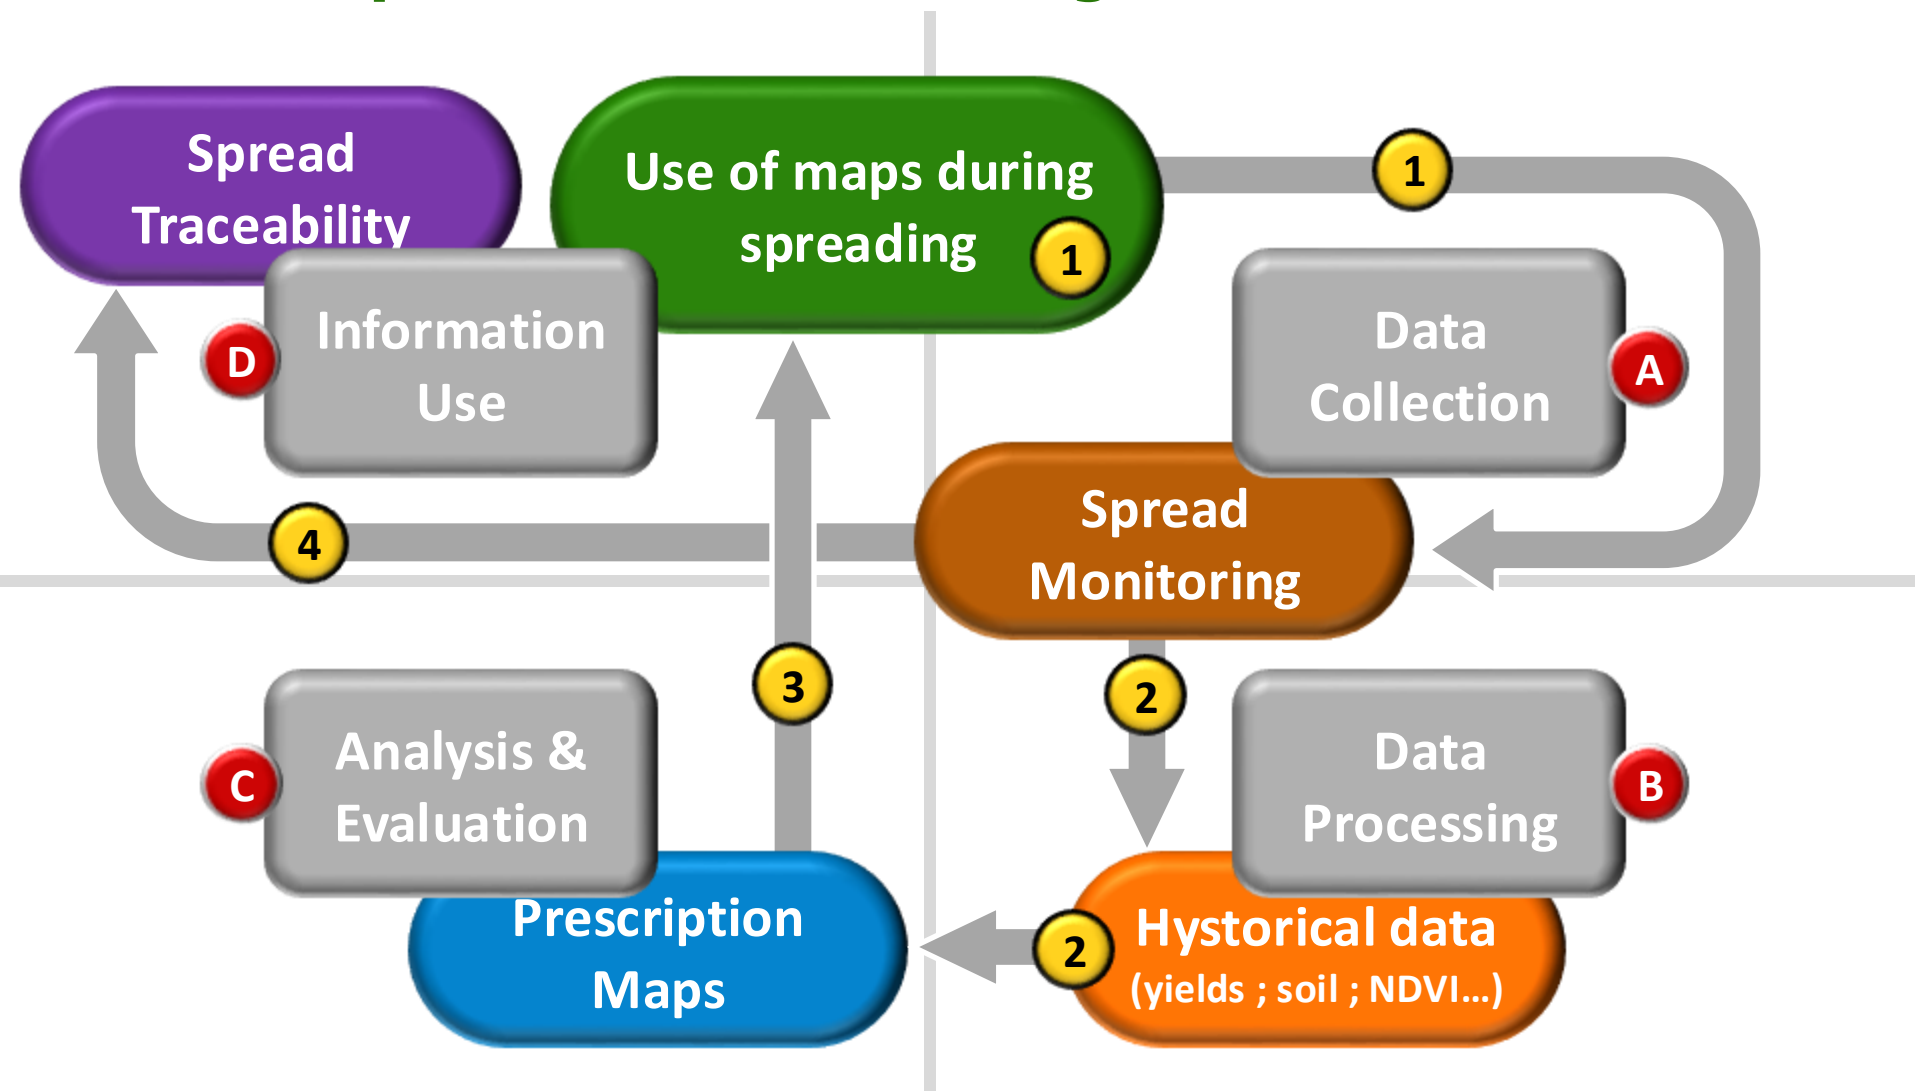 Spread
Traceability
Use of maps during
spreading
1
1
Information
Use
D
Data
Collection
A
Spread
Monitoring
4
3
2
Analysis &
Evaluation
C
Data
Processing
B
Prescription
Maps
2
Hystorical data
(yields ; soil ; NDVI...)